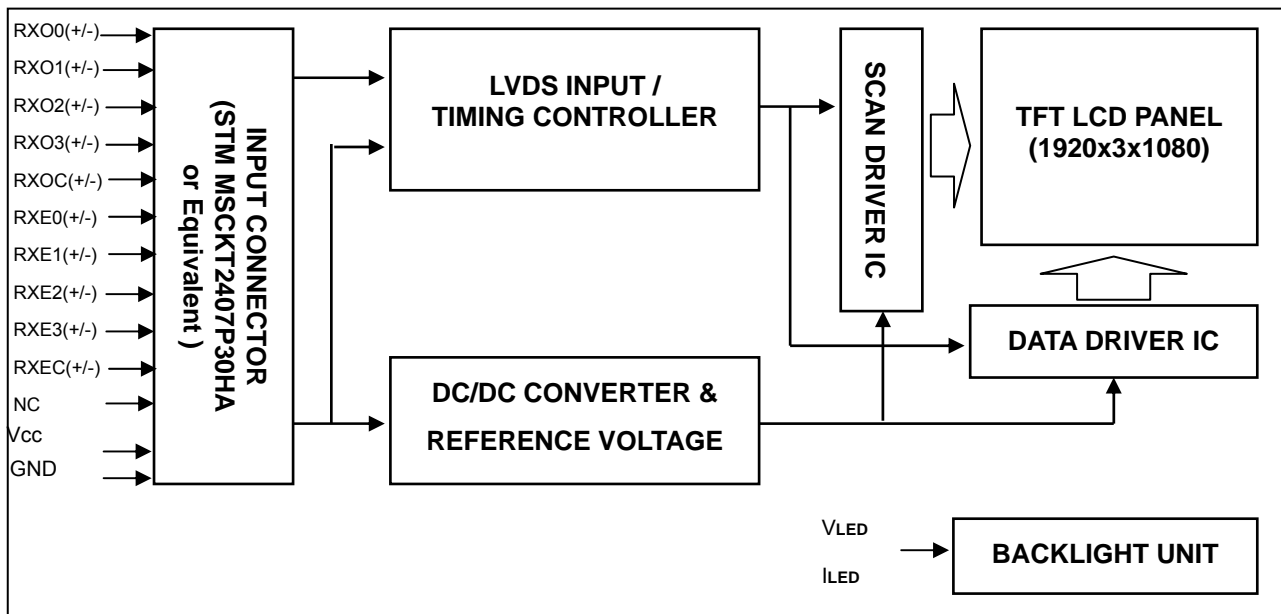 RXO0(+/-)
RXO1(+/-)
RXO2(+/-)
RXO3(+/-)
RXOC(+/-)
RXE0(+/-)
RXE1(+/-)
RXE2(+/-)
RXE3(+/-)
RXEC(+/-)
NC
Vcc
GND
INPUT CONNECTOR
(STM MSCKT2407P30HA
or Equivalent )
LVDS INPUT /
TIMING CONTROLLER
DC/DC CONVERTER &
REFERENCE VOLTAGE
SCAN DRIVER IC
TFT LCD PANEL
(1920x3x1080)
DATA DRIVER IC
VLED
ILED
BACKLIGHT UNIT